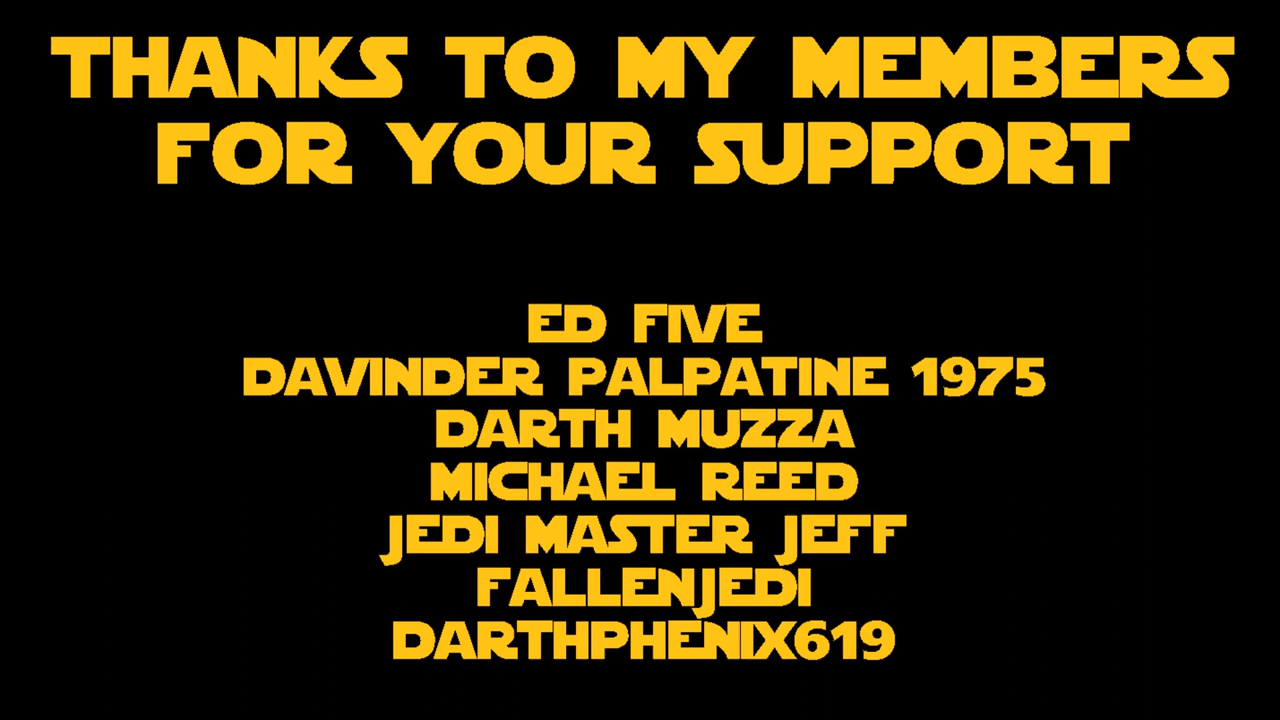 THANKS TO MY MEMBERS
FOR YOUR SUPPORT
ED FIVE
DAVINDER PALPATINE 1975
DARTH MUZZA
MICHAEL REED
JEDI MASTER JEFF
FALLENJEDI
DARTHPHENIX619